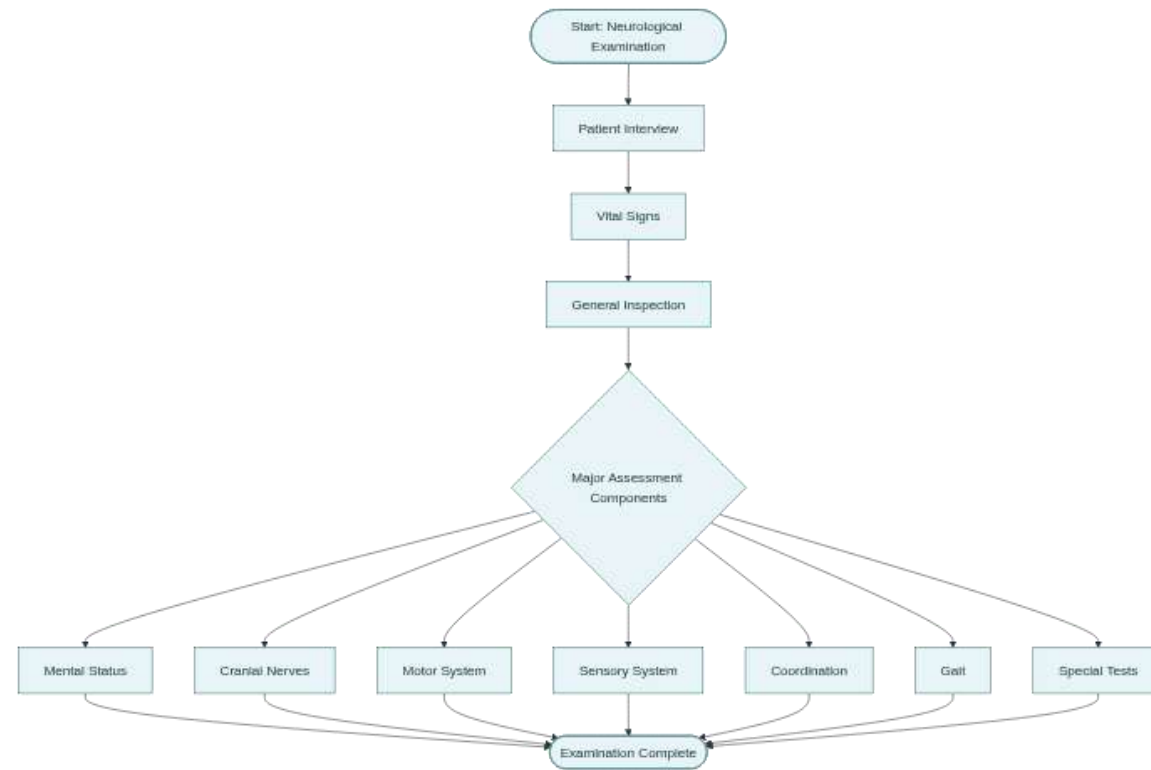 Start: Neurological
Examination
Patient Interview
Vital Signs
General Inspection
Major Assessment
Components
Mental Status
Cranial Nerves
Motor System
Sensory System
Coordination
Gait
Special Tests
Examination Complete